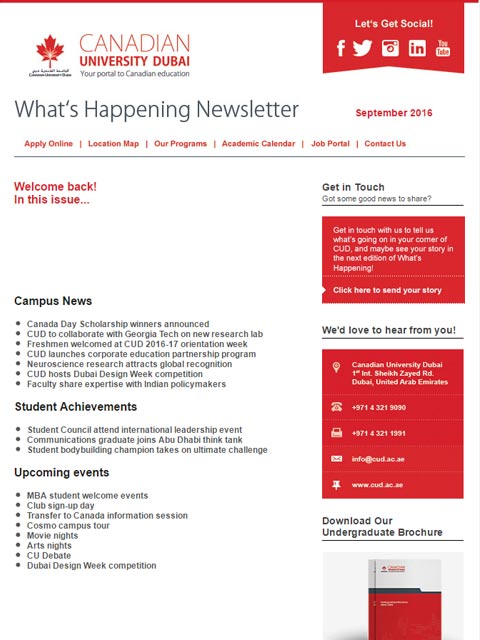 Let's Get Social!
You Tube
CANADIAN
UNIVERSITY DUBAI
Your portal to Canadian education
What's Happening Newsletter
September 2016
Apply Online | Location Map | Our Programs | Academic Calendar | Job Portal | Contact Us
Welcome back!
In this issue...
Campus News
Canada Day Scholarship winners announced
CUD to collaborate with Georgia Tech on new research lab
Freshmen welcomed at CUD 2016-17 orientation week
CUD launches corporate education partnership program
Neuroscience research attracts global recognition
CUD hosts Dubai Design Week competition
Faculty share expertise with Indian policymakers
Student Achievements
Student Council attend international leadership event
Communications graduate joins Abu Dhabi think tank
Student bodybuilding champion takes on ultimate challenge
Upcoming events
MBA student welcome events
Club sign-up day
Transfer to Canada information session
Cosmo campus tour
Movie nights
Arts nights
CU Debate
Dubai Design Week competition
Get in Touch
Got some good news to share?
Get in touch with us to tell us
what's going on in your corner of
CUD, and maybe see your story in
the next edition of What's
Happening!
Click here to send your story
We'd love to hear from you!
Canadian University Dubai
1st Int. Sheikh Zayed Rd.
Dubai, United Arab Emirates
+971 4 321 9090
+971 4 321 1991
info@cud.ac.ae
www.cud.ac.ae
Download Our
Undergraduate Brochure
CANADIAN
UNIVERSITY DUBAI